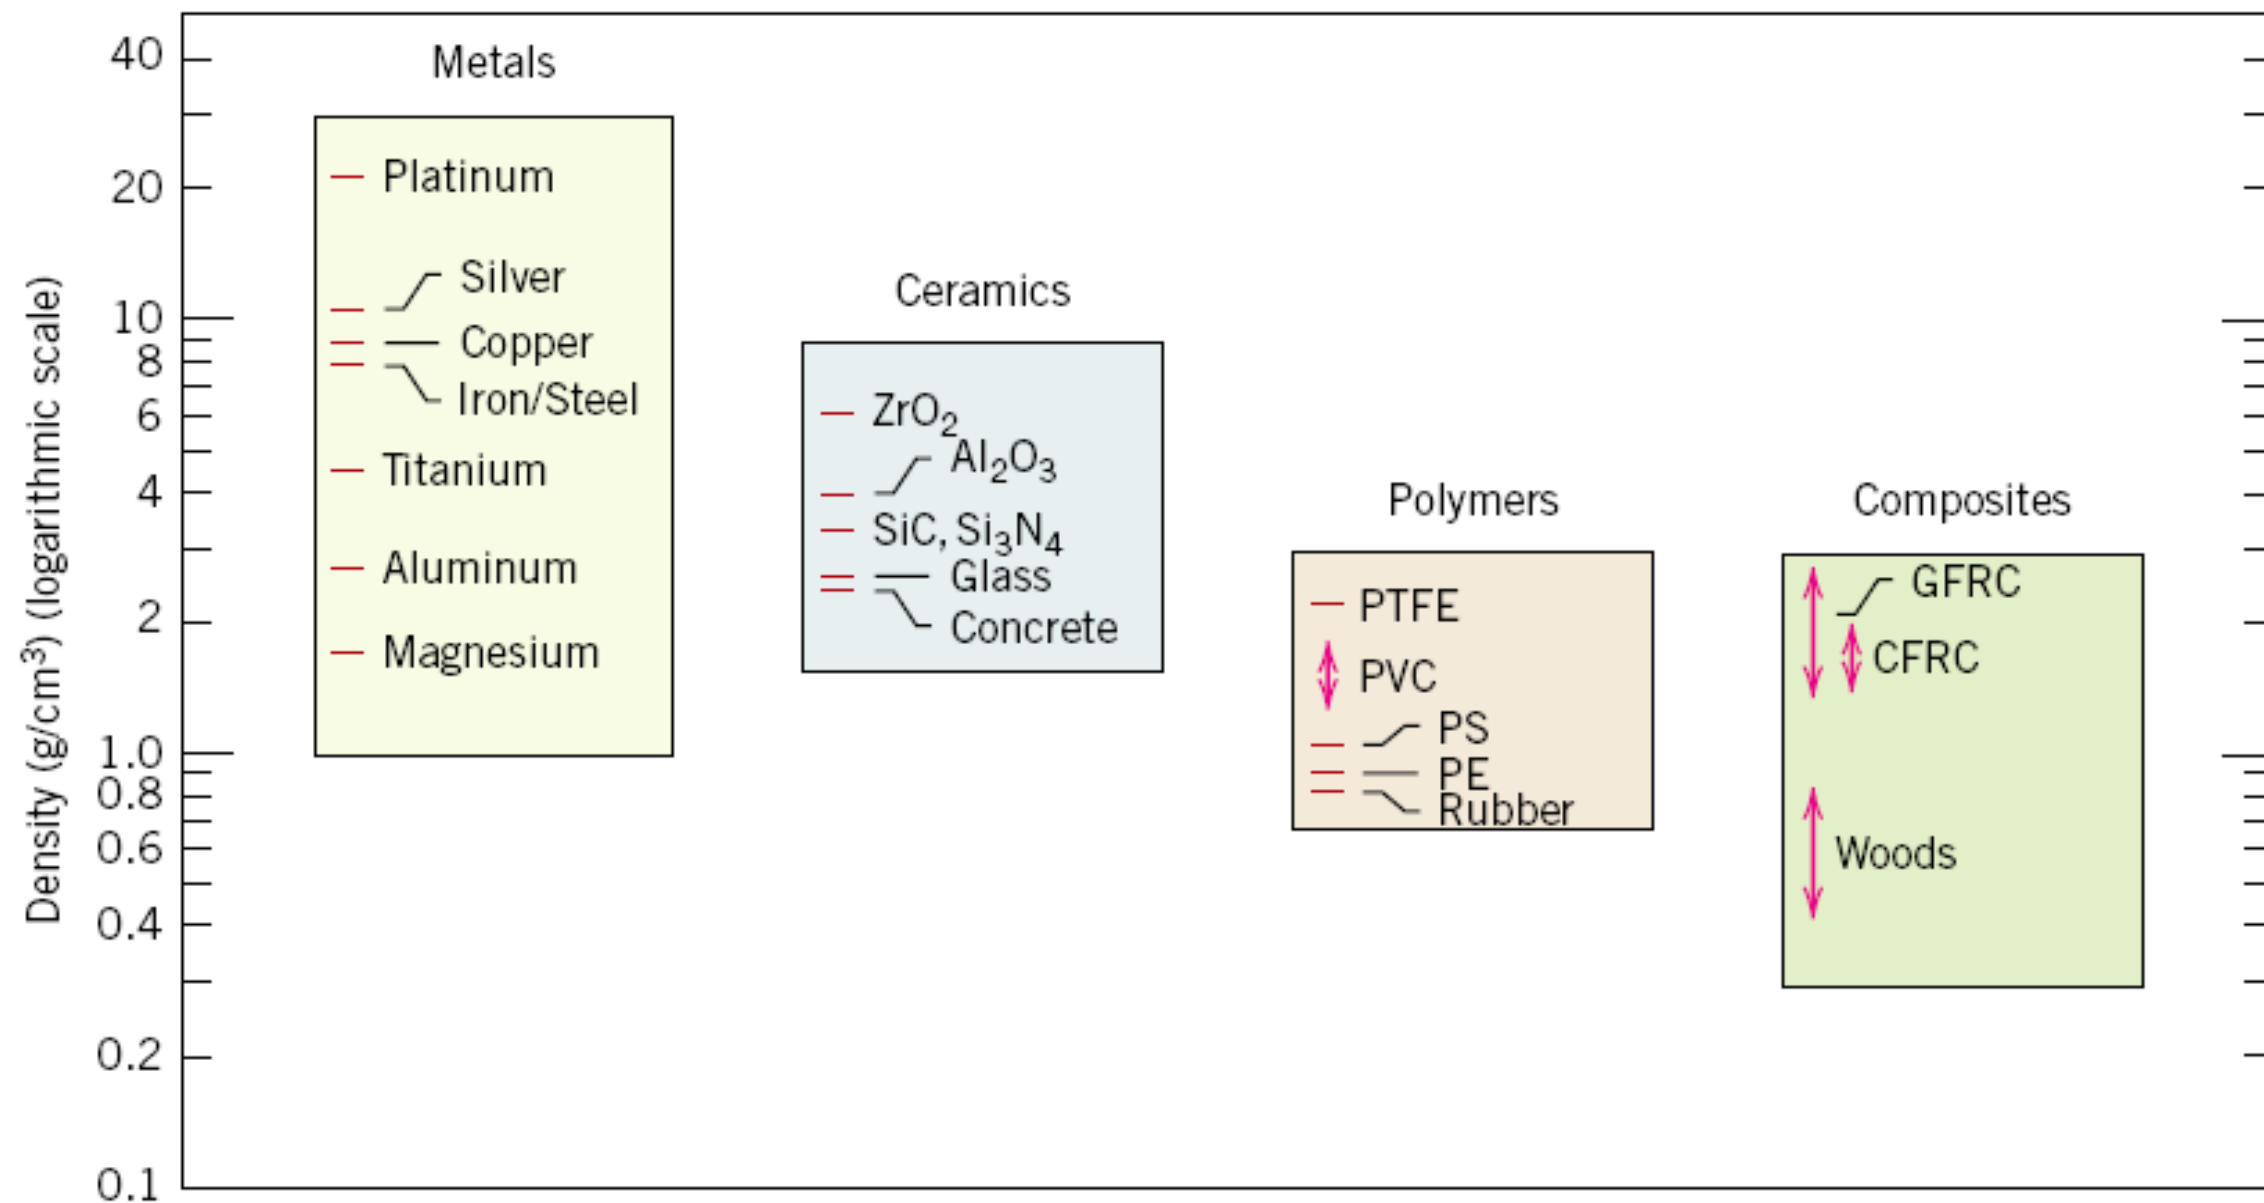 Density (g/cm³) (logarithmic scale)
40
20
10
8
6
4
2
1.0
0.8
0.6
0.4
0.2
0.1
Metals
Platinum
Silver
Copper
Iron/Steel
Titanium
Aluminum
Magnesium
Ceramics
ZrO₂
Al₂O₃
SiC, Si₃N₄
Glass
Concrete
Polymers
PTFE
PVC
PS
PE
Rubber
Composites
GFRC
CFRC
Woods